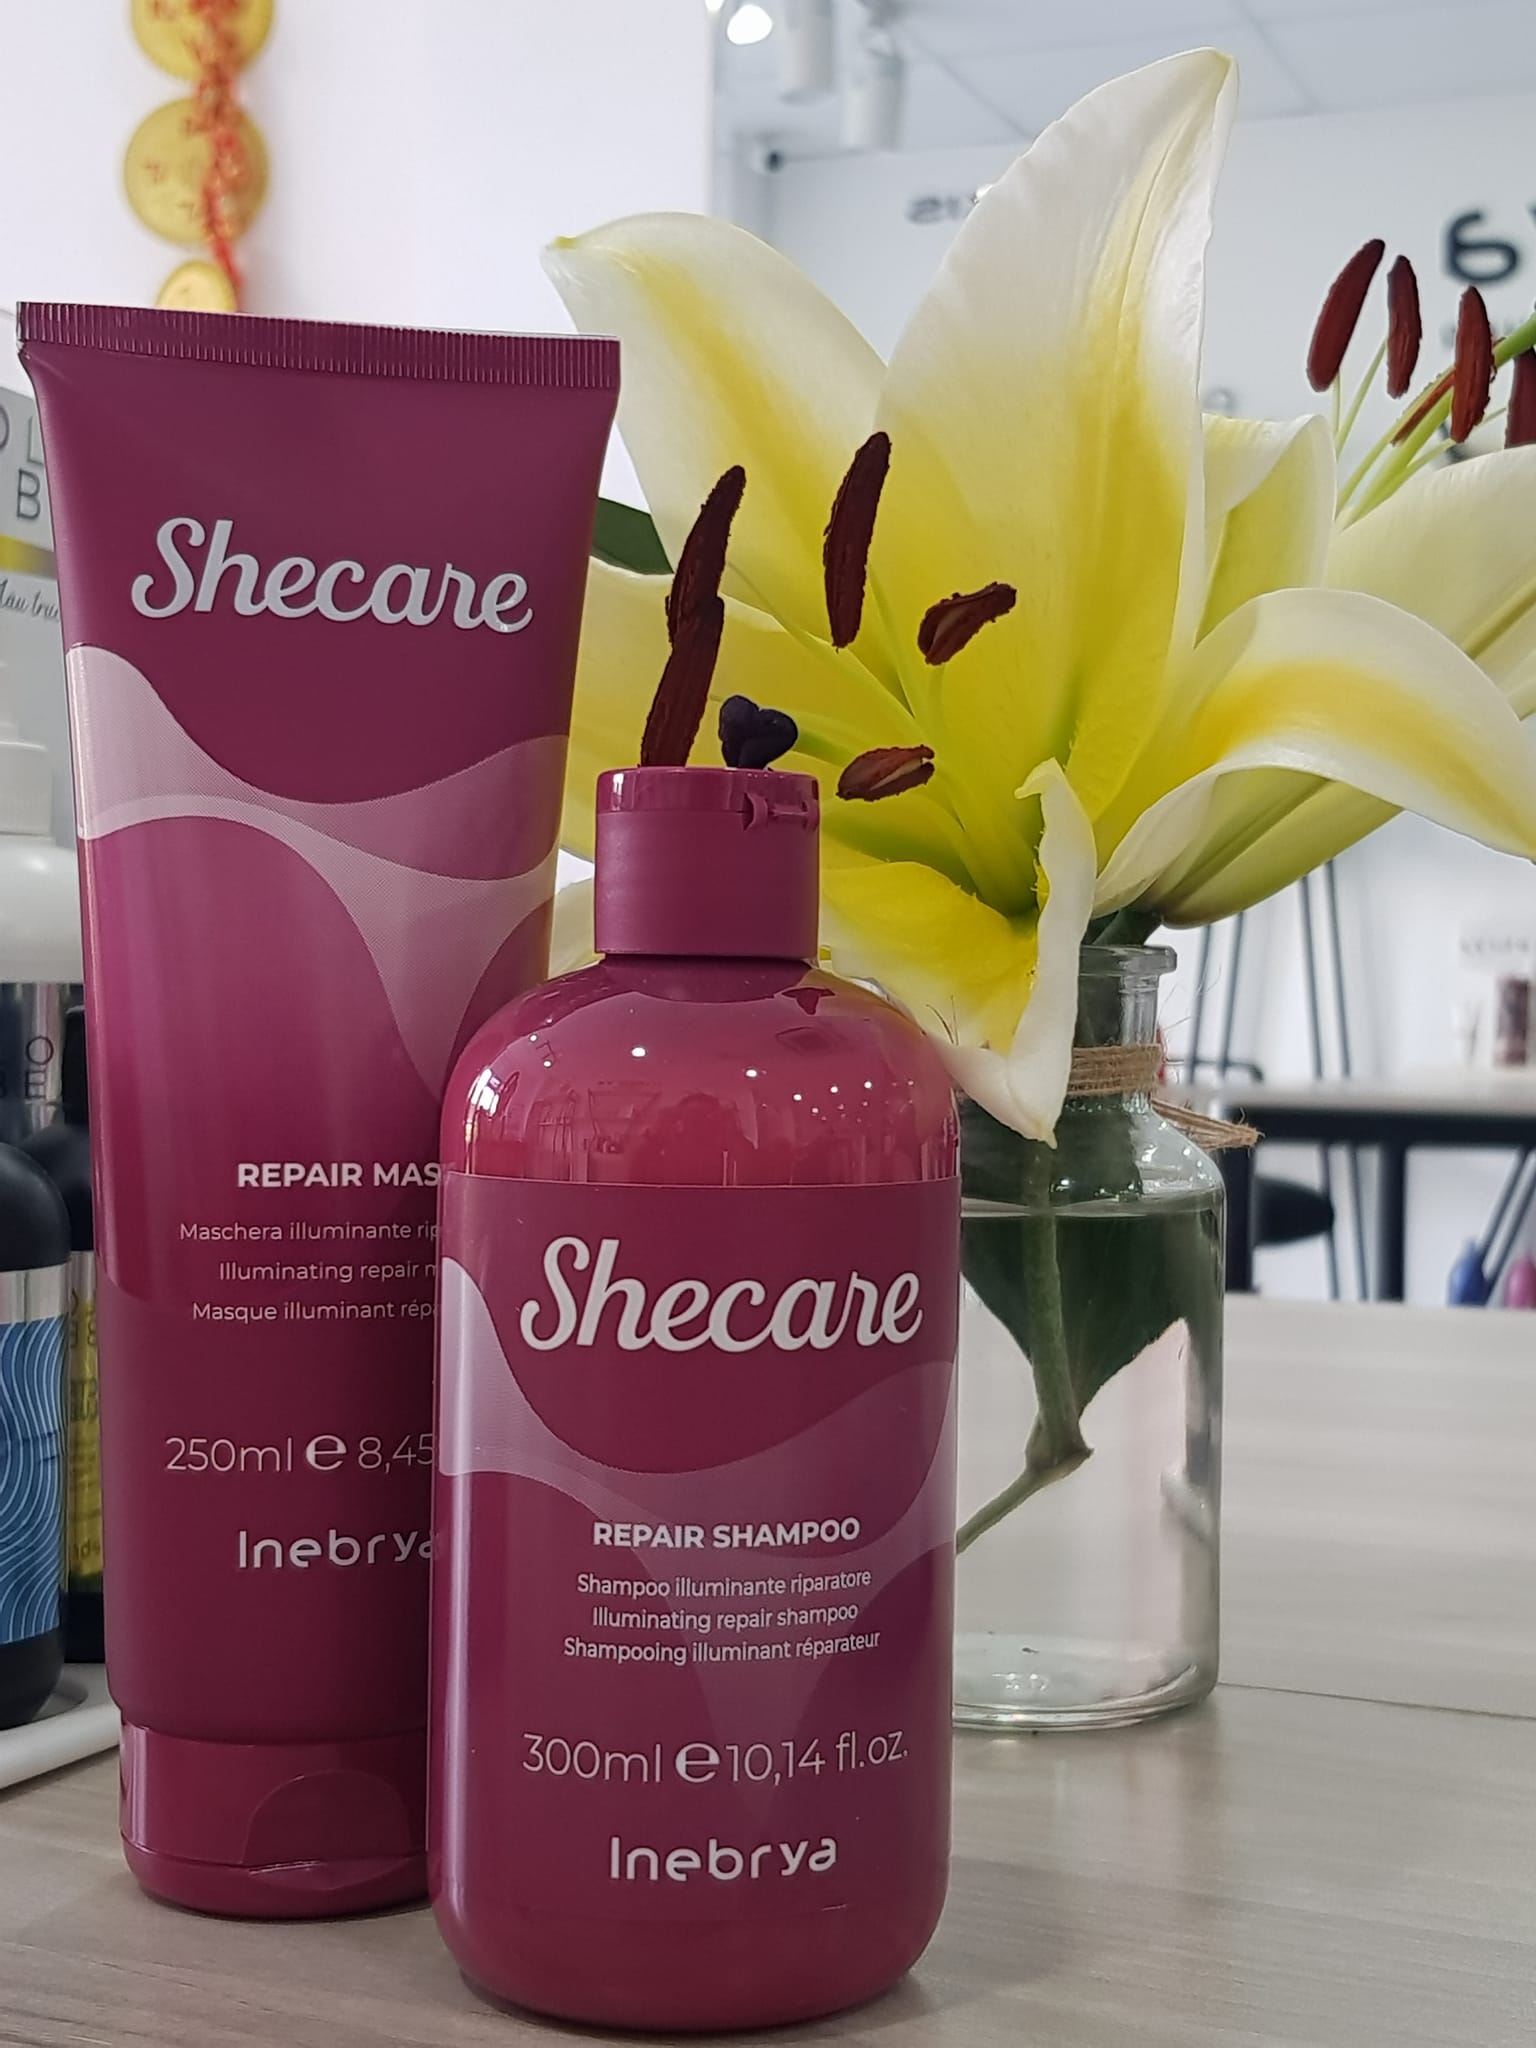 Shecare
REPAIR MAS
Maschera illuminante rip
Illuminating repair m
Masque illuminant répa
250ml e 8,45
Inebrya
Shecare
REPAIR SHAMPOO
Shampoo illuminante riparatore
Illuminating repair shampoo
Shampooing illuminant réparateur
300ml e 10,14 fl.oz.
Inebrya